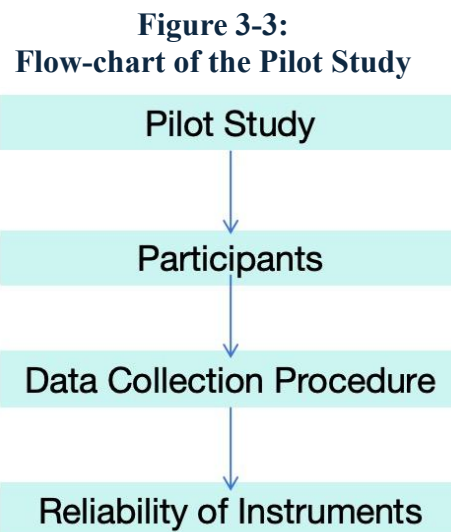 Figure 3-3:
Flow-chart of the Pilot Study
Pilot Study
Participants
Data Collection Procedure
Reliability of Instruments